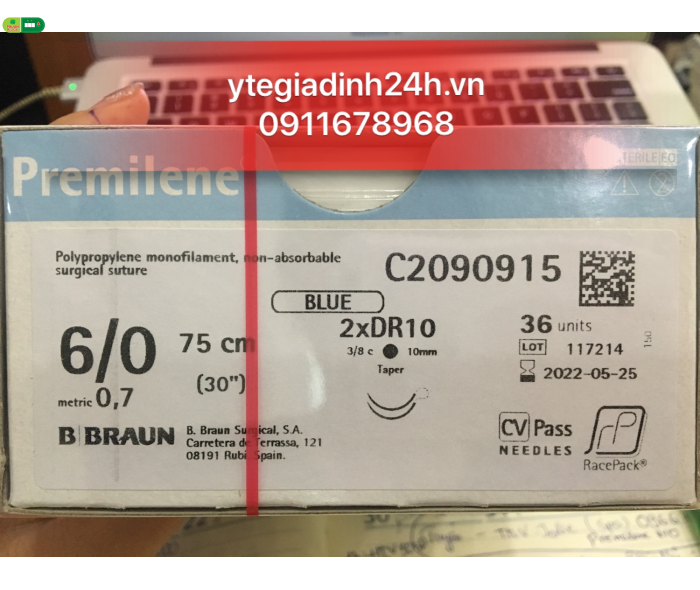 ytegiadinh24h.vn
0911678968
Premilene
STERILE EO
Polypropylene monofilament, non-absorbable
surgical suture
C2090915
BLUE
6/0
75 cm
(30")
metric 0,7
2xDR10
3/8 c 10mm
Taper
36 units
LOT 117214
2022-05-25
B BRAUN
B. Braun Surgical, S.A.
Carretera de Terrassa, 121
08191 Rubí Spain.
CV Pass
NEEDLES
RacePack®